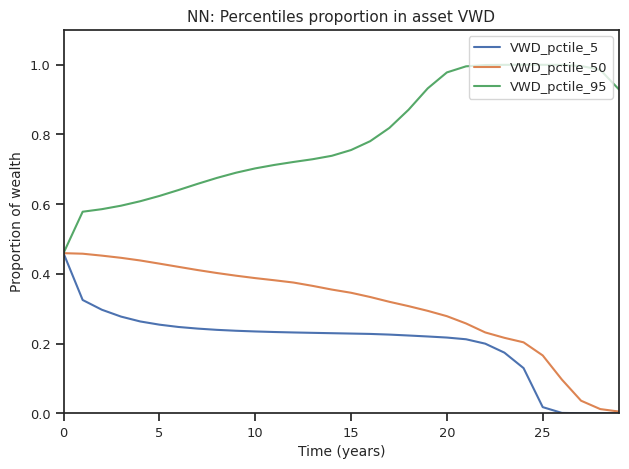 NN: Percentiles proportion in asset VWD
VWD_pctile_5
VWD_pctile_50
VWD_pctile_95
Proportion of wealth
1.0
0.8
0.6
0.4
0.2
0.0
0 5 10 15 20 25
Time (years)